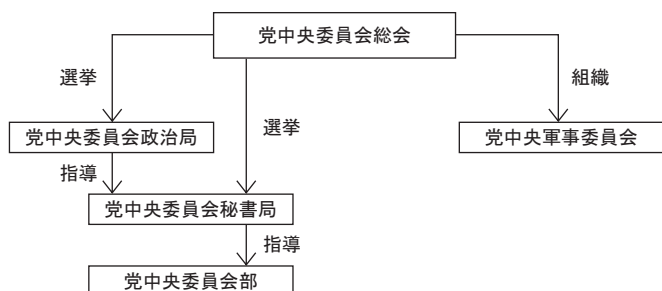 党中央委員会総会
選挙
選挙
組織
党中央委員会政治局
党中央軍事委員会
指導
党中央委員会秘書局
指導
党中央委員会部